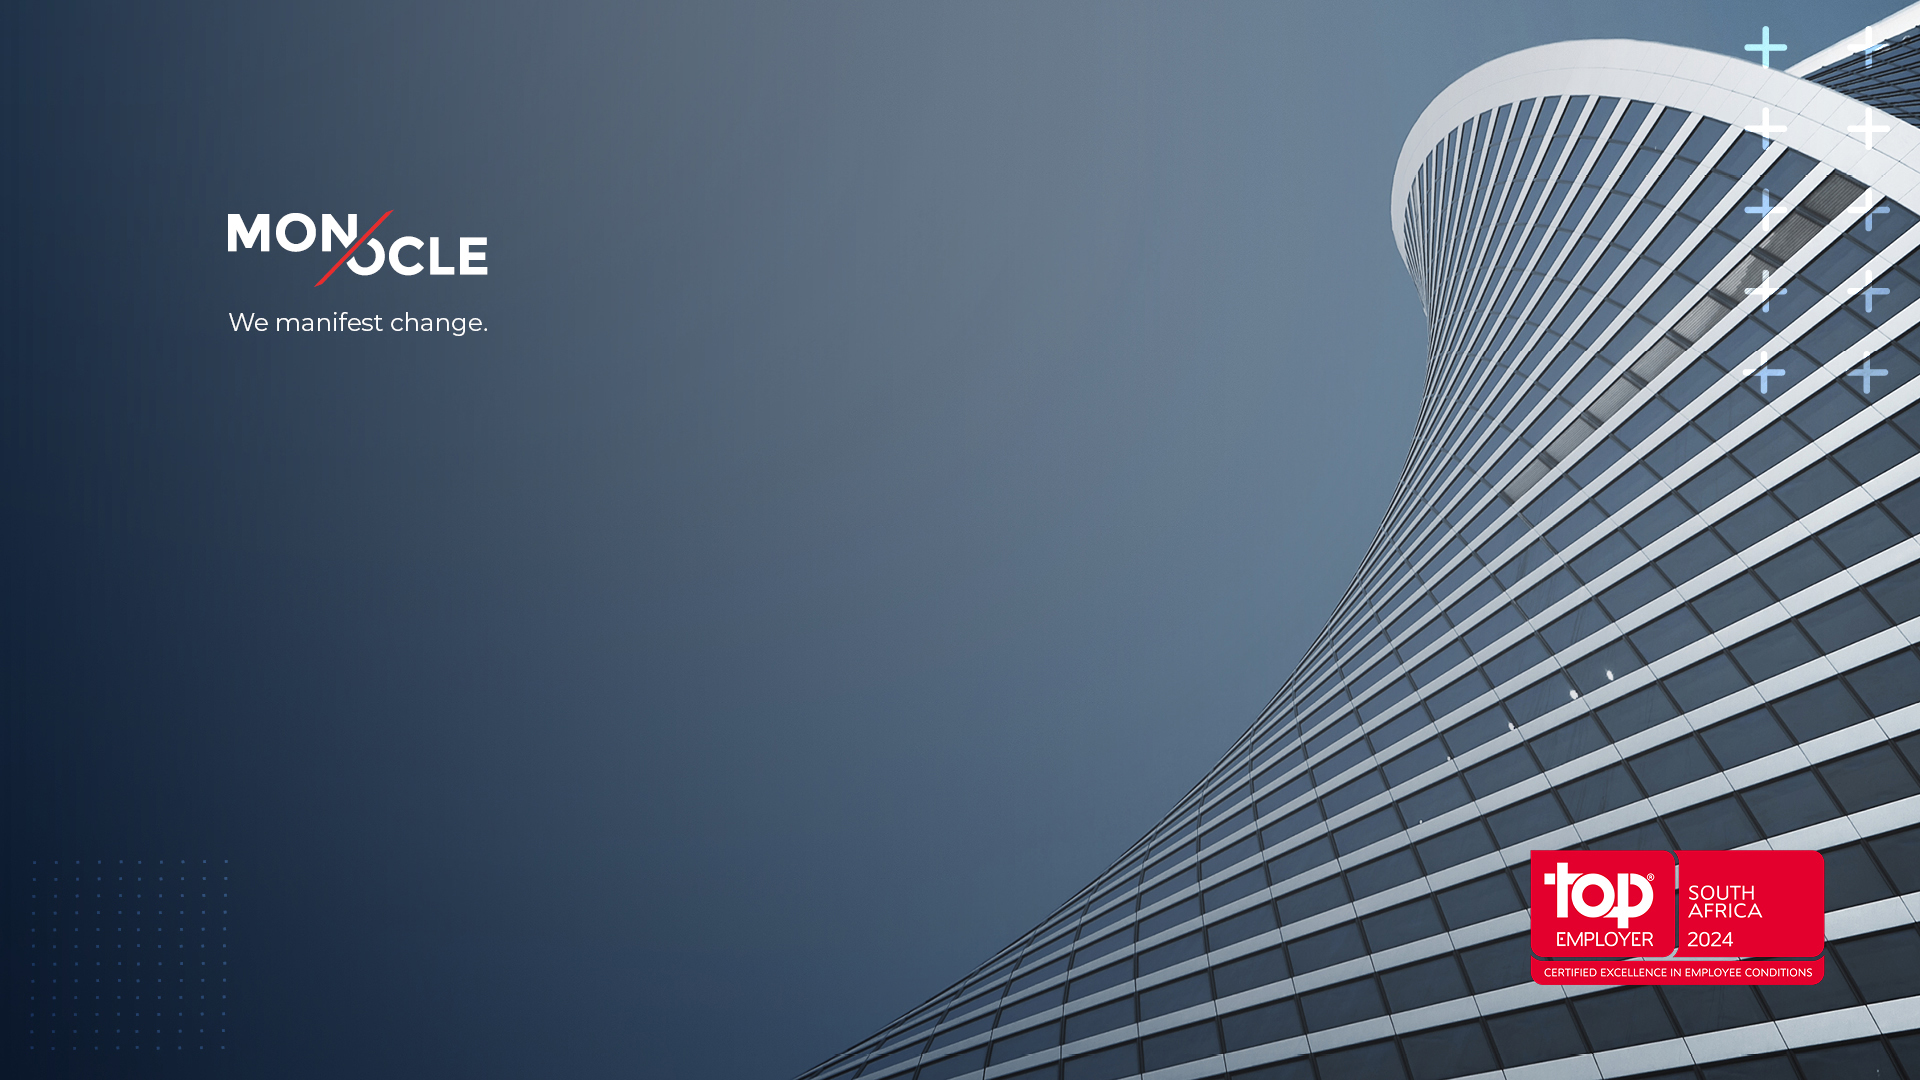 MONOCLE
We manifest change.
top®
EMPLOYER
SOUTH
AFRICA
2024
CERTIFIED EXCELLENCE IN EMPLOYEE CONDITIONS